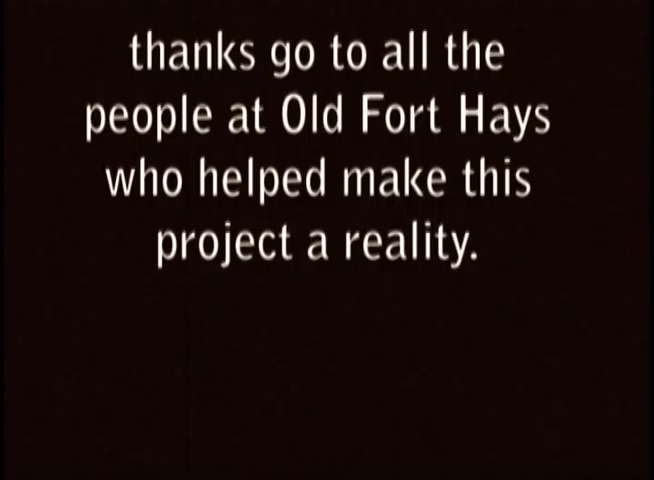 thanks go to all the
people at Old Fort Hays
who helped make this
project a reality.